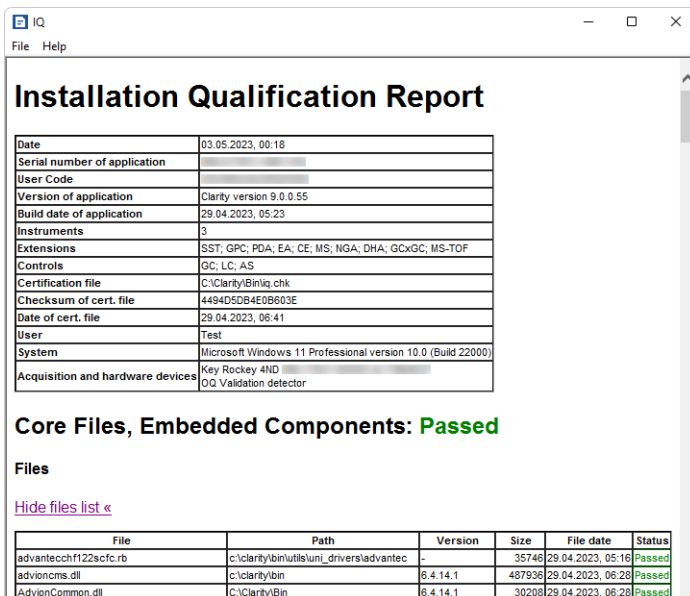 IQ
File Help
Installation Qualification Report
Date 03.05.2023, 00:18
Serial number of application
User Code
Version of application Clarity version 9.0.0.55
Build date of application 29.04.2023, 05:23
Instruments 3
Extensions SST; GPC; PDA; EA; CE; MS; NGA; DHA; GCxGC; MS-TOF
Controls GC; LC; AS
Certification file C:\Clarity\Bin\iq.chk
Checksum of cert. file 4494D5DB4E0B603E
Date of cert. file 29.04.2023, 06:41
User Test
System Microsoft Windows 11 Professional version 10.0 (Build 22000)
Acquisition and hardware devices Key Rockey 4ND
OQ Validation detector
Core Files, Embedded Components: Passed
Files
Hide files list «
File Path Version Size File date Status
advantecchf122scfc.rb c:\clarity\bin\utils\uni_drivers\advantec - 35746 29.04.2023, 05:16 Passed
advioncms.dll c:\clarity\bin 6.4.14.1 487936 29.04.2023, 06:28 Passed
AdvionCommon.dll C:\Clarity\Bin 6.4.14.1 30208 29.04.2023, 06:28 Passed